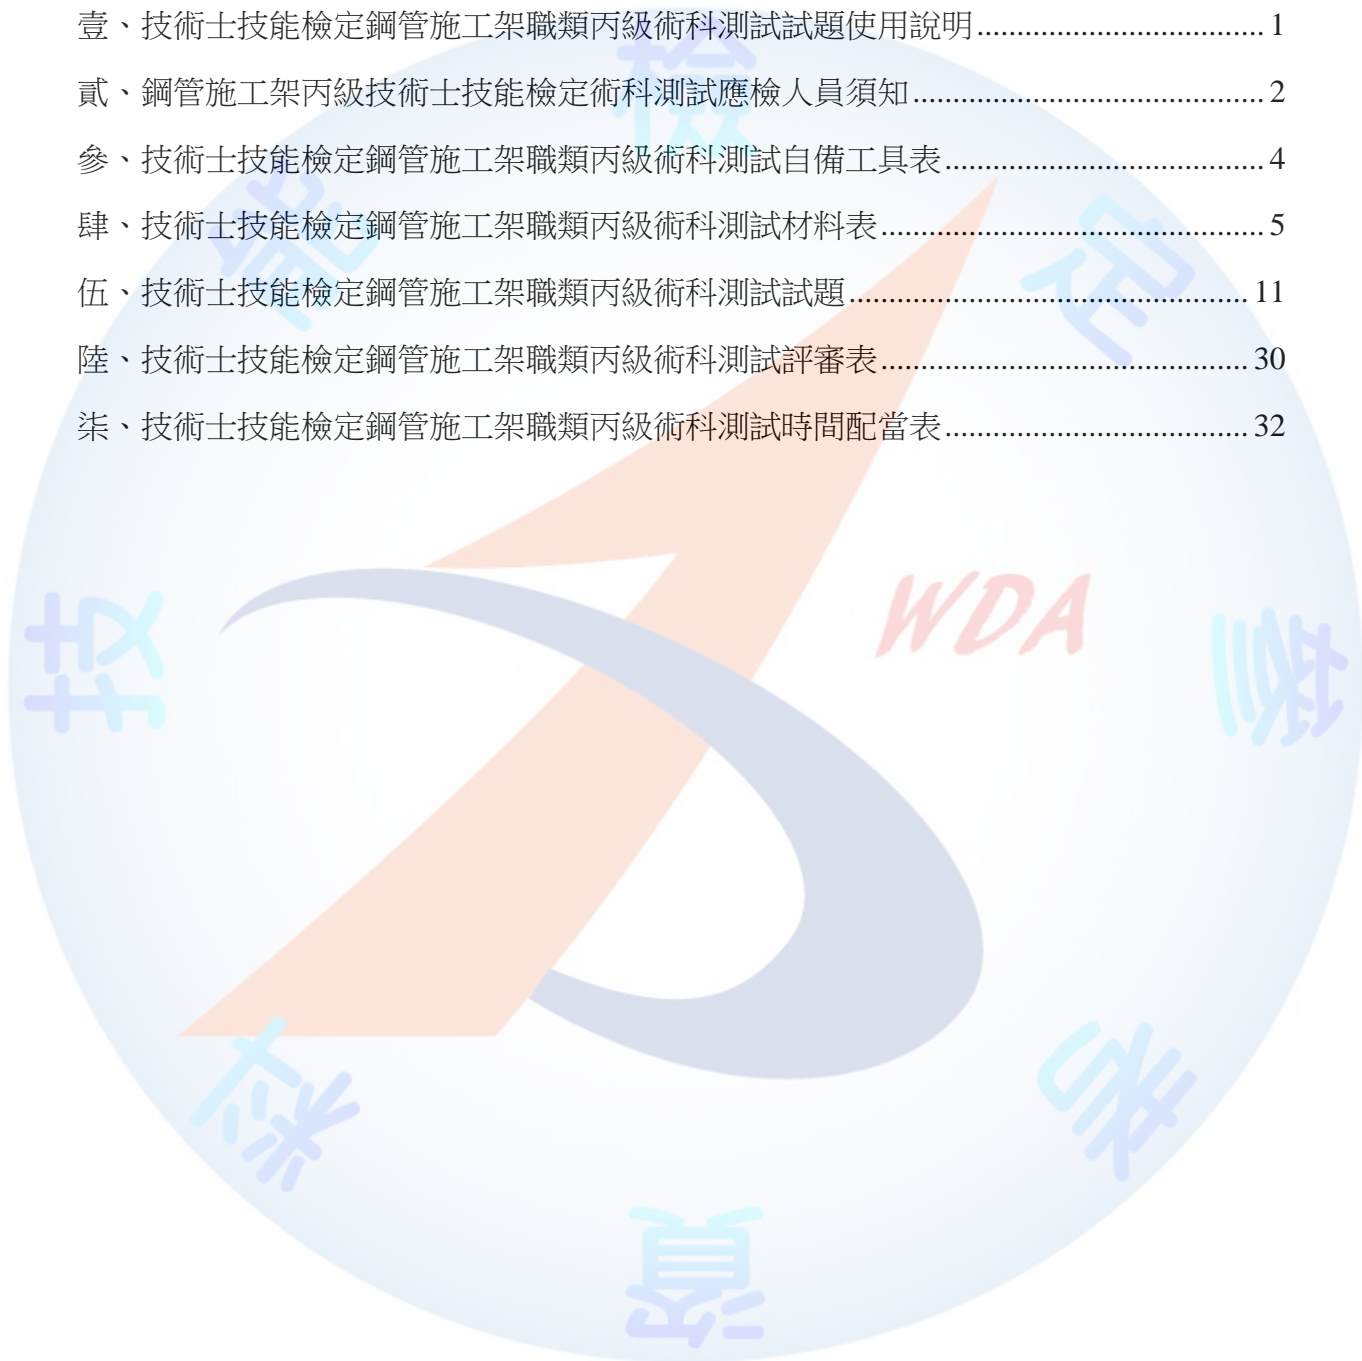 壹、技術士技能檢定鋼管施工架職類丙級術科測試試題使用說明................................... 1
貳、鋼管施工架丙級技術士技能檢定術科測試應檢人員須知........................................... 2
參、技術士技能檢定鋼管施工架職類丙級術科測試自備工具表....................................... 4
肆、技術士技能檢定鋼管施工架職類丙級術科測試材料表............................................... 5
伍、技術士技能檢定鋼管施工架職類丙級術科測試試題................................................. 11
陸、技術士技能檢定鋼管施工架職類丙級術科測試評審表............................................. 30
柒、技術士技能檢定鋼管施工架職類丙級術科測試時間配當表..................................... 32
技能檢定
WDA
參考資料